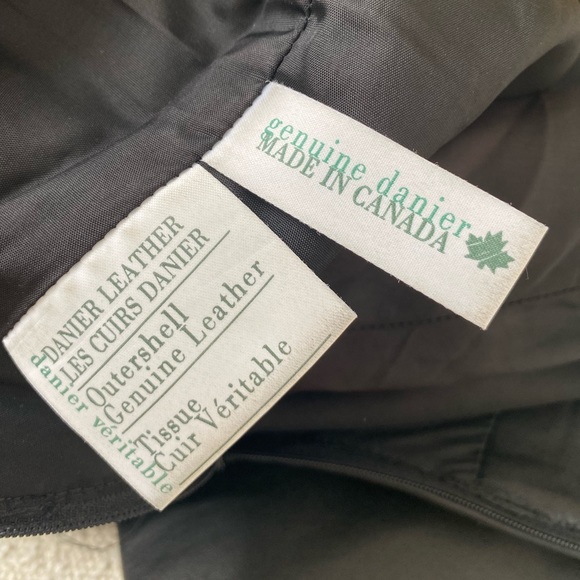 genuine danier
MADE IN CANADA
DANIER LEATHER
LES CUIRS DANIER
Outershell
Genuine Leather
Tissue
Cuir Véritable
danier véritable